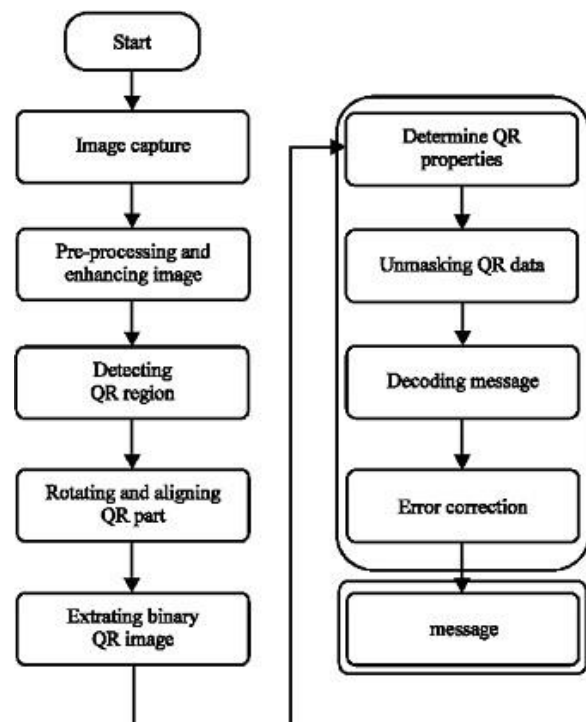 Start
Image capture
Pre-processing and
enhancing image
Detecting
QR region
Rotating and aligning
QR part
Extrating binary
QR image
Determine QR
properties
Unmasking QR data
Decoding message
Error correction
message